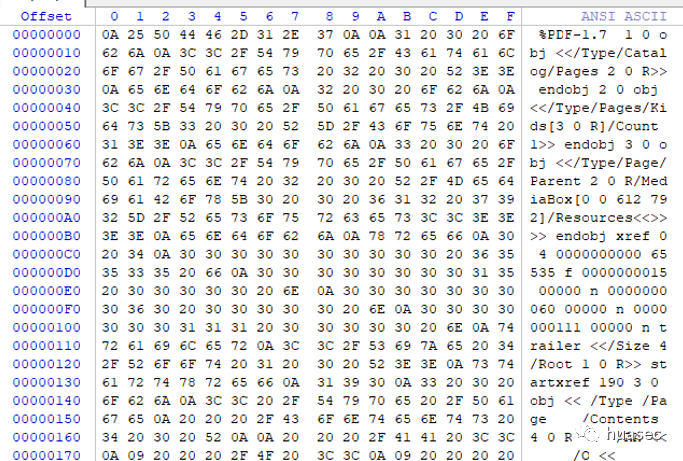 Offset 0 1 2 3 4 5 6 7 8 9 A B C D E F ANSI ASCII
00000000 0A 25 50 44 46 2D 31 2E 37 0A 0A 31 20 30 20 6F %PDF-1.7 1 0 o
00000010 62 6A 0A 3C 3C 2F 54 79 70 65 2F 43 61 74 61 6C bj <</Type/Catal
00000020 6F 67 2F 50 61 67 65 73 20 32 20 30 20 52 3E 3E og/Pages 2 0 R>>
00000030 0A 65 6E 64 6F 62 6A 0A 32 20 30 20 6F 62 6A 0A endobj 2 0 obj
00000040 3C 3C 2F 54 79 70 65 2F 50 61 67 65 73 2F 4B 69 <</Type/Pages/Ki
00000050 64 73 5B 33 20 30 20 52 5D 2F 43 6F 75 6E 74 20 ds[3 0 R]/Count
00000060 31 3E 3E 0A 65 6E 64 6F 62 6A 0A 33 20 30 20 6F 1>> endobj 3 0 o
00000070 62 6A 0A 3C 3C 2F 54 79 70 65 2F 50 61 67 65 2F bj <</Type/Page/
00000080 50 61 72 65 6E 74 20 32 20 30 20 52 2F 4D 65 64 Parent 2 0 R/Med
00000090 69 61 42 6F 78 5B 30 20 30 20 36 31 32 20 37 39 iaBox[0 0 612 79
000000A0 32 5D 2F 52 65 73 6F 75 72 63 65 73 3C 3C 3E 3E 2]/Resources<<>>
000000B0 3E 3E 0A 65 6E 64 6F 62 6A 0A 78 72 65 66 0A 30 >> endobj xref 0
000000C0 20 34 0A 30 30 30 30 30 30 30 30 30 30 20 36 35 4 0000000000 65
000000D0 35 33 35 20 66 0A 30 30 30 30 30 30 30 30 31 35 535 f 0000000015
000000E0 20 30 30 30 30 30 20 6E 0A 30 30 30 30 30 30 30 00000 n 0000000
000000F0 30 36 30 20 30 30 30 30 30 20 6E 0A 30 30 30 30 060 00000 n 0000
00000100 30 30 30 31 31 31 20 30 30 30 30 30 20 6E 0A 74 000111 00000 n t
00000110 72 61 69 6C 65 72 0A 3C 3C 2F 53 69 7A 65 20 34 railer <</Size 4
00000120 2F 52 6F 6F 74 20 31 20 30 20 52 3E 3E 0A 73 74 /Root 1 0 R>> st
00000130 61 72 74 78 72 65 66 0A 31 39 30 0A 33 20 30 20 artxref 190 3 0
00000140 6F 62 6A 0A 3C 3C 20 2F 54 79 70 65 20 2F 50 61 obj << /Type /Pa
00000150 67 65 0A 20 20 20 2F 43 6F 6E 74 65 6E 74 73 20 ge /Contents
00000160 34 20 30 20 52 0A 0A 20 20 20 2F 41 41 20 3C 3C 4 0 R /AA <<
00000170 0A 09 20 20 20 2F 4F 20 3C 3C 0A 09 20 20 20 20 /O <<
huasec